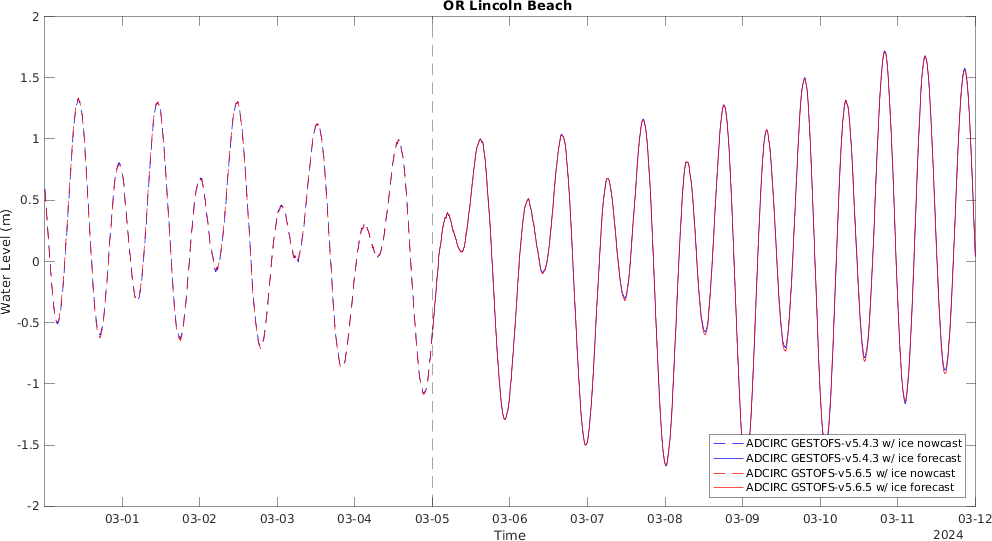 OR Lincoln Beach
2
1.5
1
0.5
0
-0.5
-1
-1.5
-2
Water Level (m)
ADCIRC GESTOFS-v5.4.3 w/ ice nowcast
ADCIRC GESTOFS-v5.4.3 w/ ice forecast
ADCIRC GSTOFS-v5.6.5 w/ ice nowcast
ADCIRC GSTOFS-v5.6.5 w/ ice forecast
03-01 03-02 03-03 03-04 03-05 03-06 03-07 03-08 03-09 03-10 03-11 03-12
Time
2024